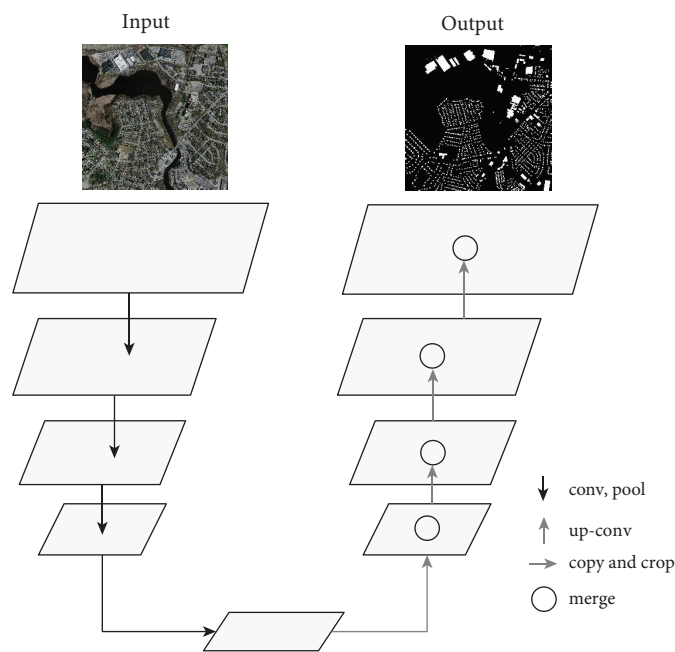 Input
Output
conv, pool
up-conv
copy and crop
merge